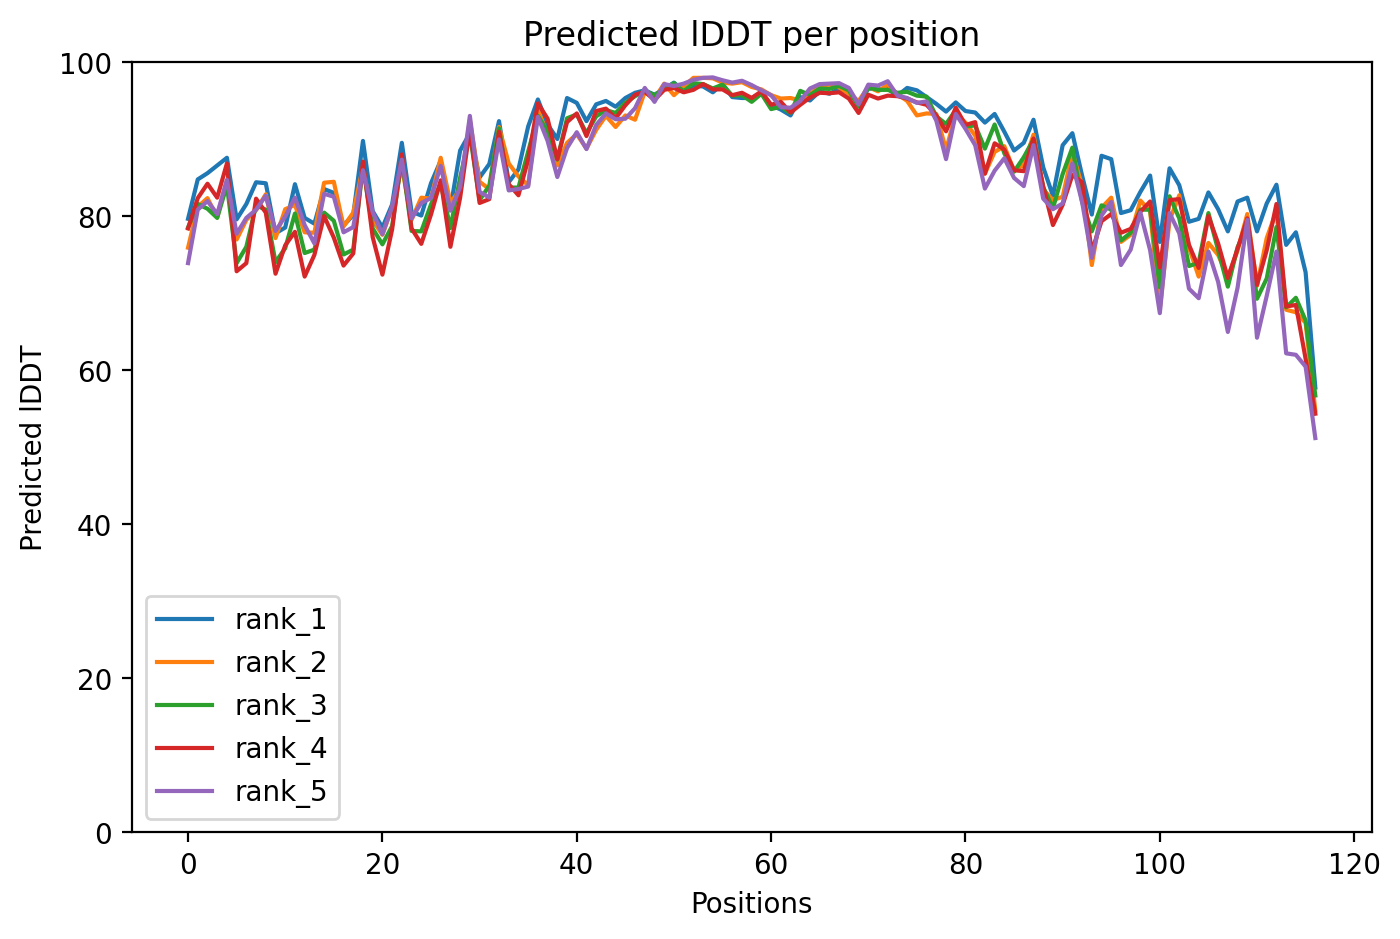 Predicted lDDT per position
100
80
60
40
20
0
Predicted lDDT
rank_1
rank_2
rank_3
rank_4
rank_5
0 20 40 60 80 100 120
Positions